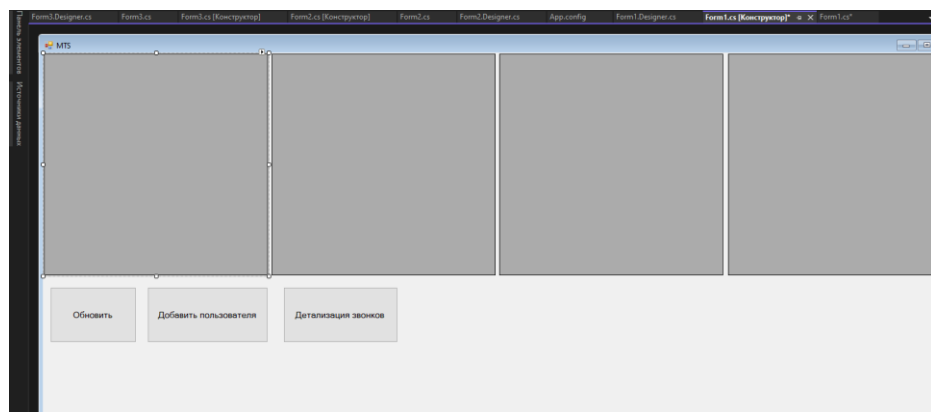 Form3.Designer.cs Form3.cs Form3.cs [Конструктор] Form2.cs [Конструктор] Form2.cs Form2.Designer.cs App.config Form1.Designer.cs Form1.cs [Конструктор]* Form1.cs*
Панель элементов
Источники данных
MTS
Обновить Добавить пользователя Детализация звонков